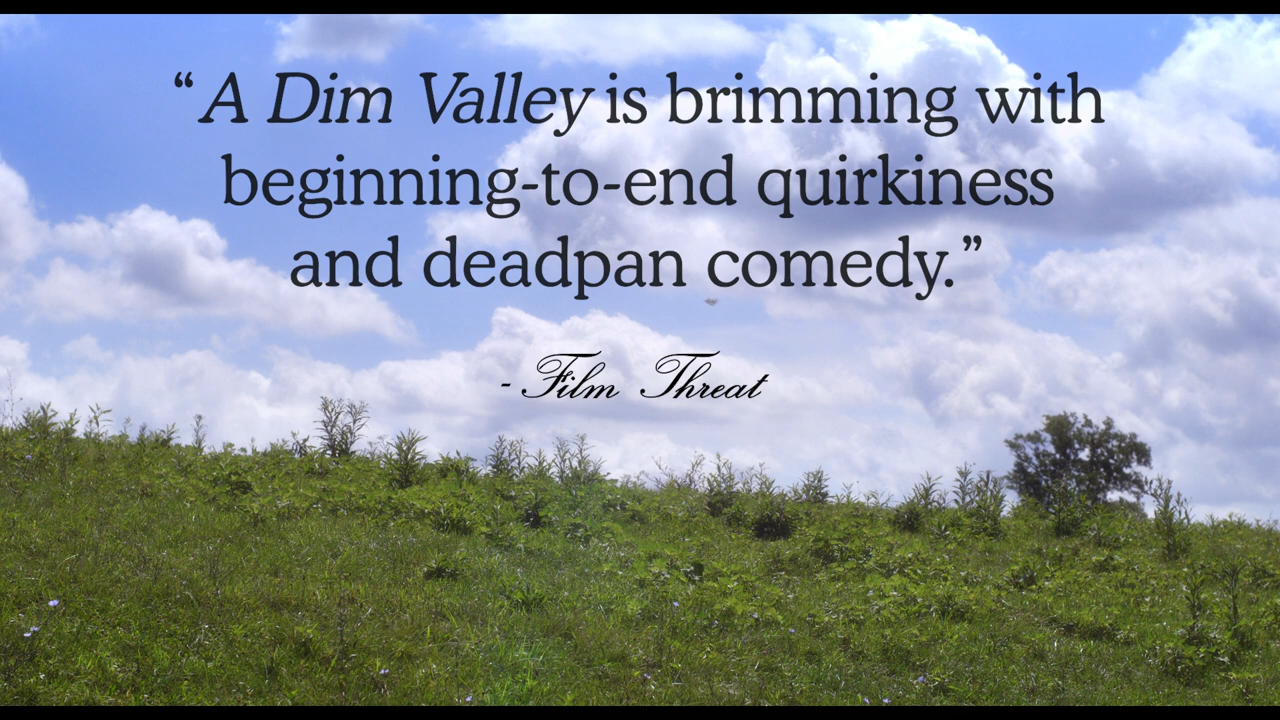 “A Dim Valley is brimming with
beginning-to-end quirkiness
and deadpan comedy.”
- Film Threat